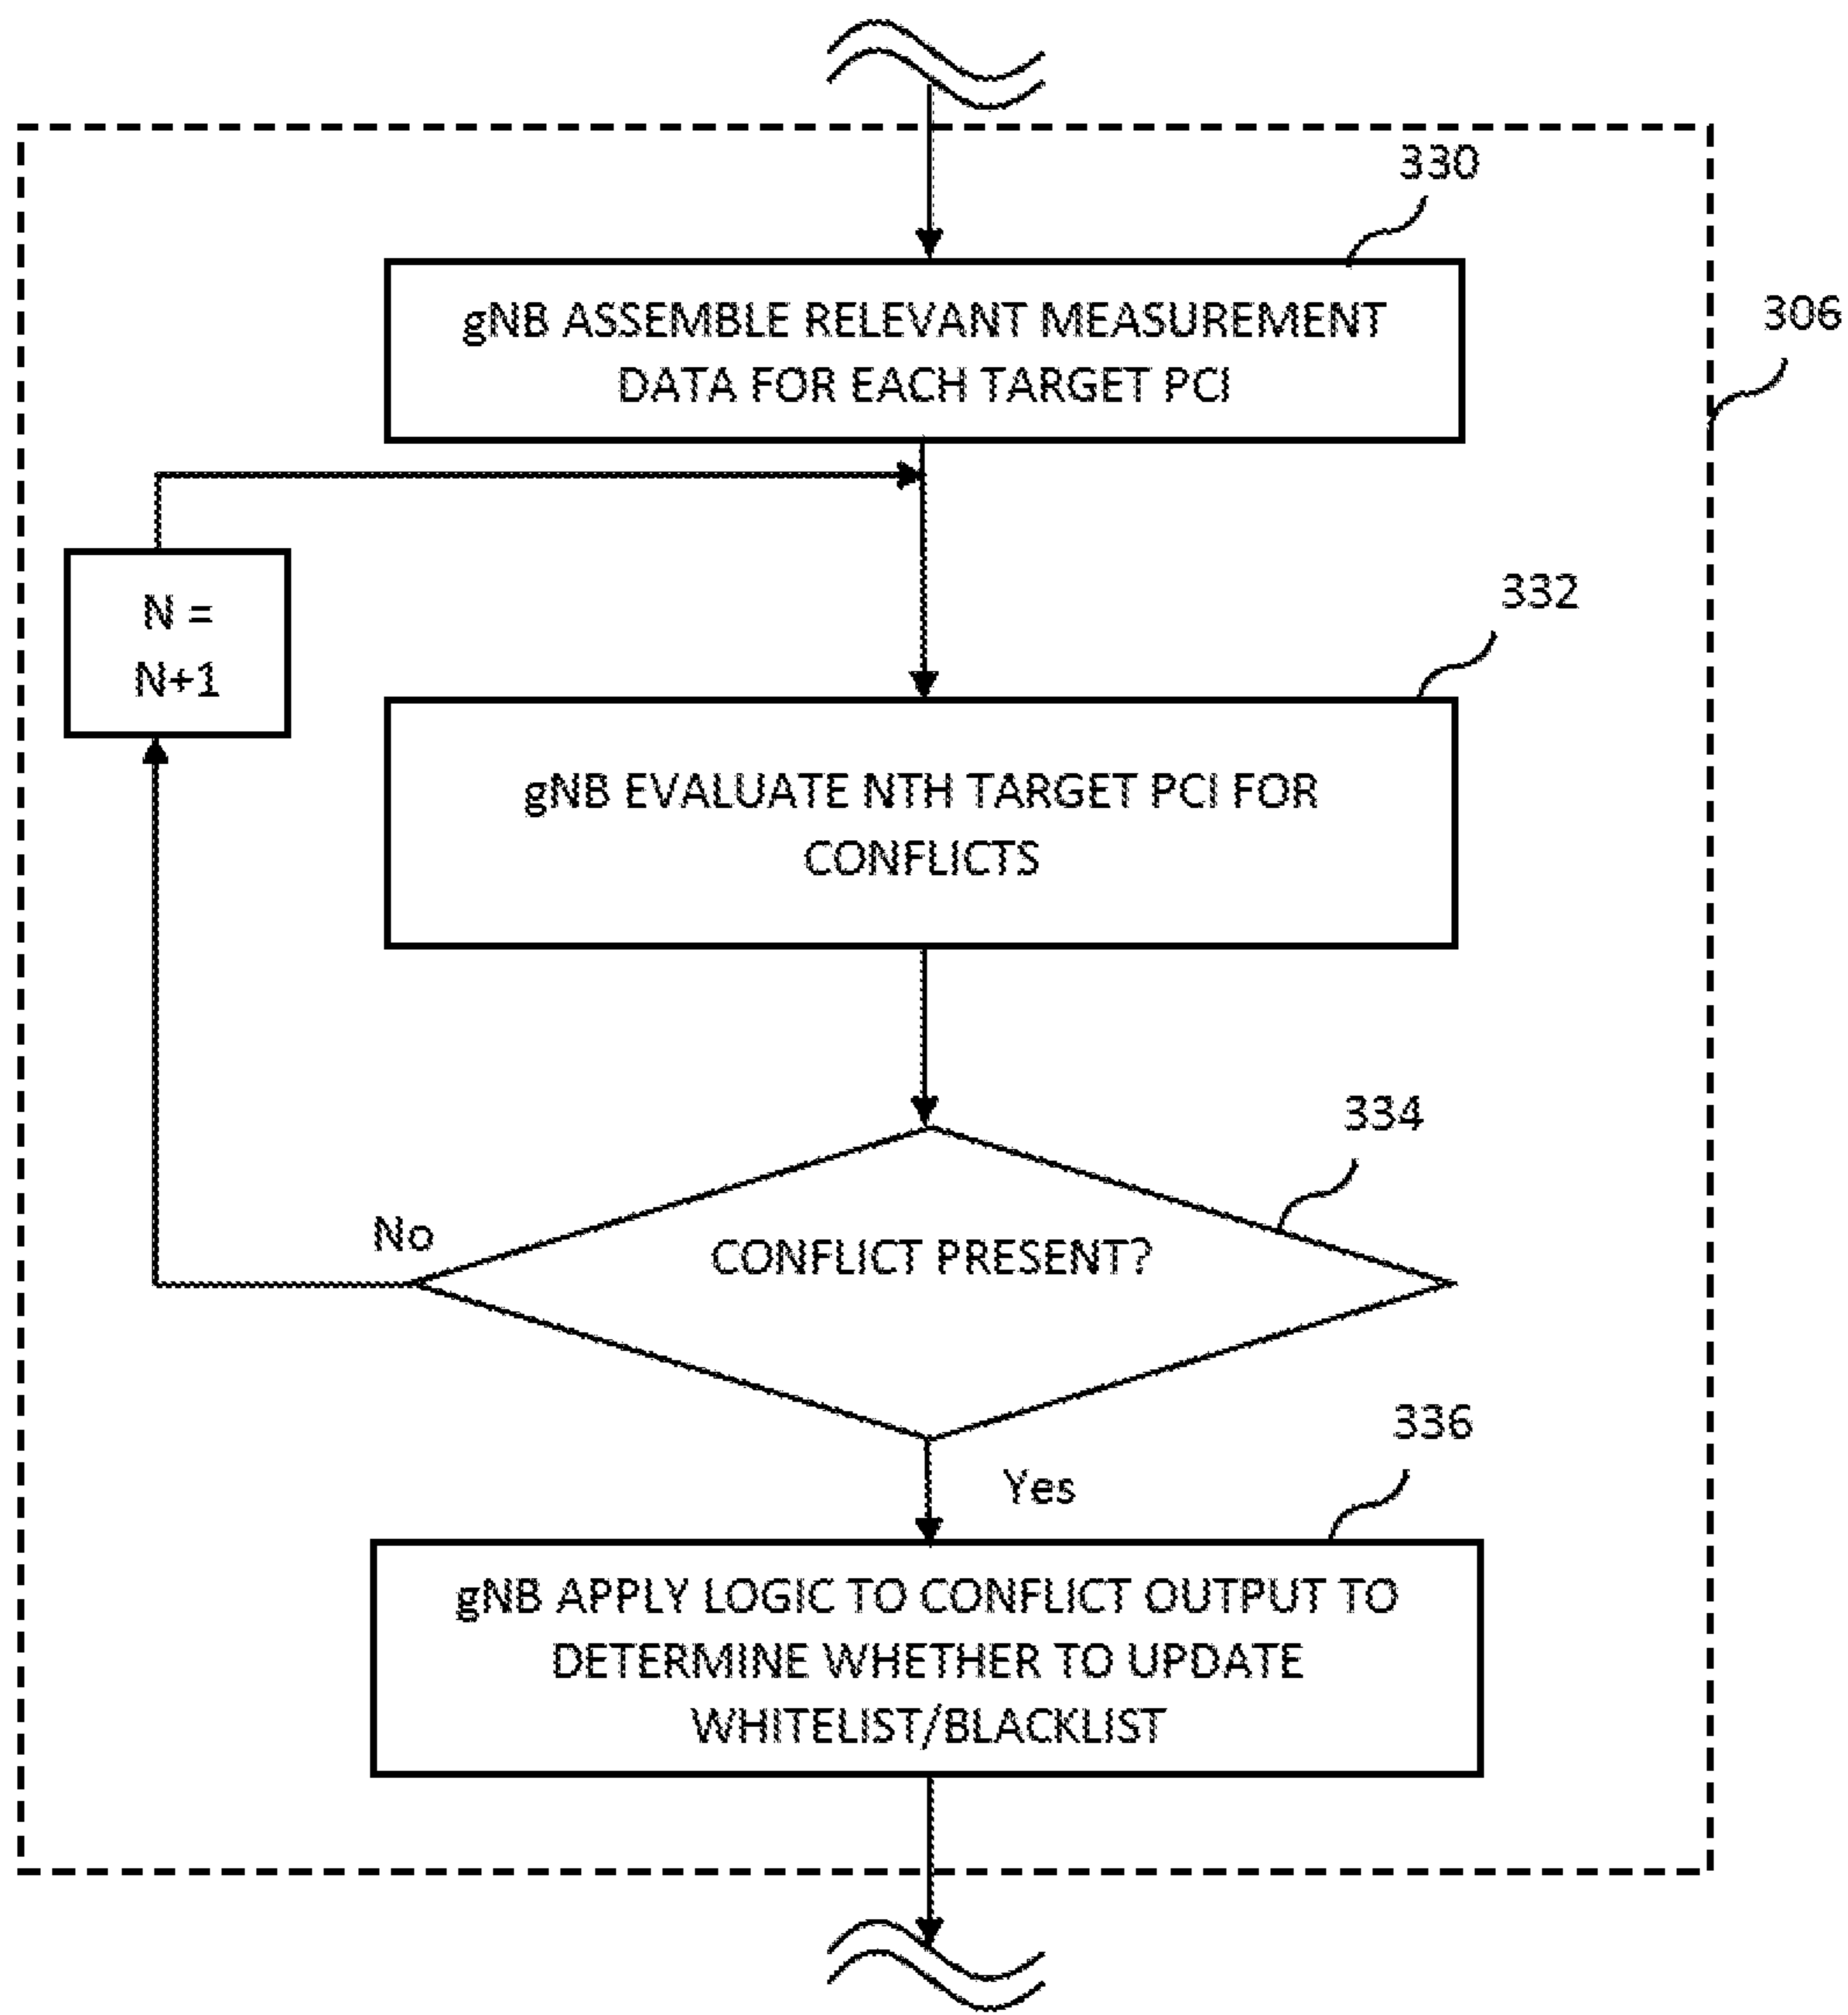 330
gNB ASSEMBLE RELEVANT MEASUREMENT
DATA FOR EACH TARGET PCI
306
N =
N+1
332
gNB EVALUATE NTH TARGET PCI FOR
CONFLICTS
334
No
CONFLICT PRESENT?
336
Yes
gNB APPLY LOGIC TO CONFLICT OUTPUT TO
DETERMINE WHETHER TO UPDATE
WHITELIST/BLACKLIST